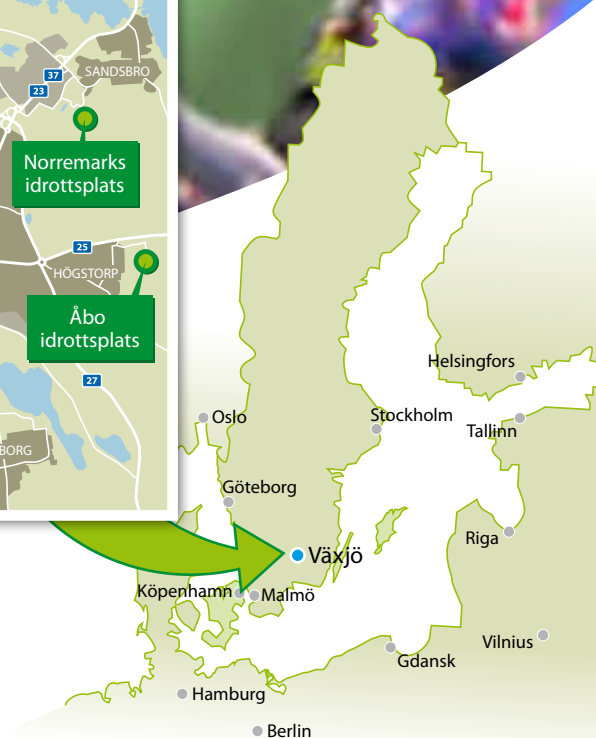 37
SANDSBRO
23
Norremarks
idrottsplats
25
HÖGSTORP
Åbo
idrottsplats
27
BORG
Helsingfors
Oslo
Stockholm
Tallinn
Göteborg
Riga
Växjö
Köpenhamn
Malmö
Vilnius
Gdansk
Hamburg
Berlin